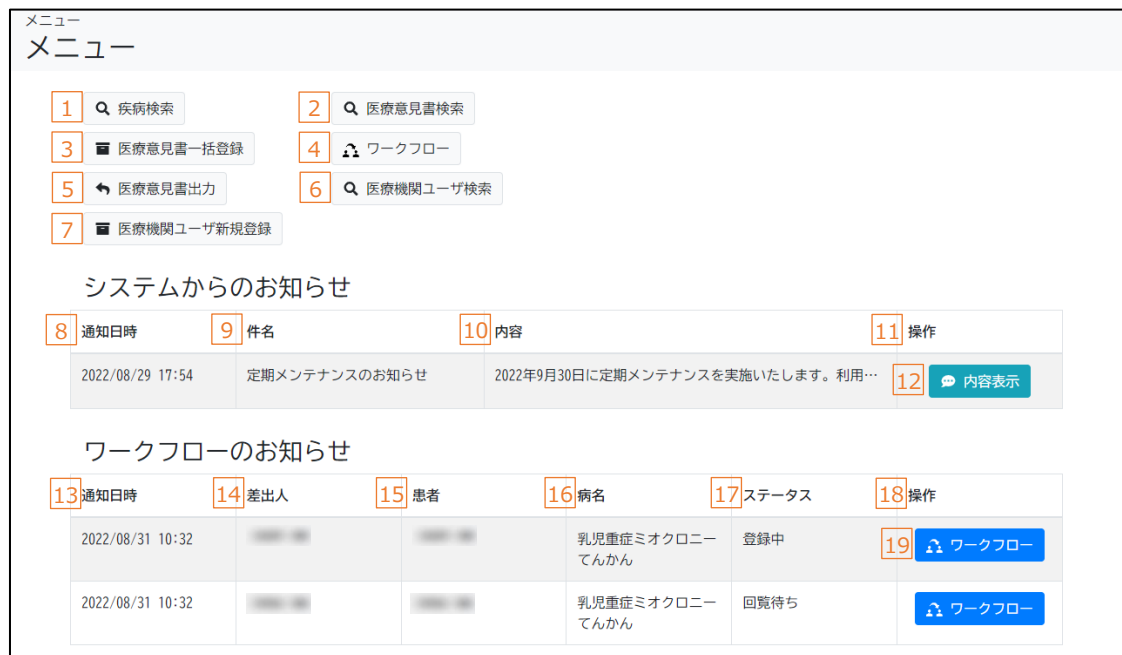 メニュー
メニュー
1 疾病検索 2 医療意見書検索
3 医療意見書一括登録 4 ワークフロー
5 医療意見書出力 6 医療機関ユーザ検索
7 医療機関ユーザ新規登録
システムからのお知らせ
8 通知日時 9 件名 10 内容 11 操作
2022/08/29 17:54 定期メンテナンスのお知らせ 2022年9月30日に定期メンテナンスを実施いたします。利用… 12 内容表示
ワークフローのお知らせ
13 通知日時 14 差出人 15 患者 16 病名 17 ステータス 18 操作
2022/08/31 10:32 乳児重症ミオクロニー 登録中 19 ワークフロー
てんかん
2022/08/31 10:32 乳児重症ミオクロニー 回覧待ち ワークフロー
てんかん